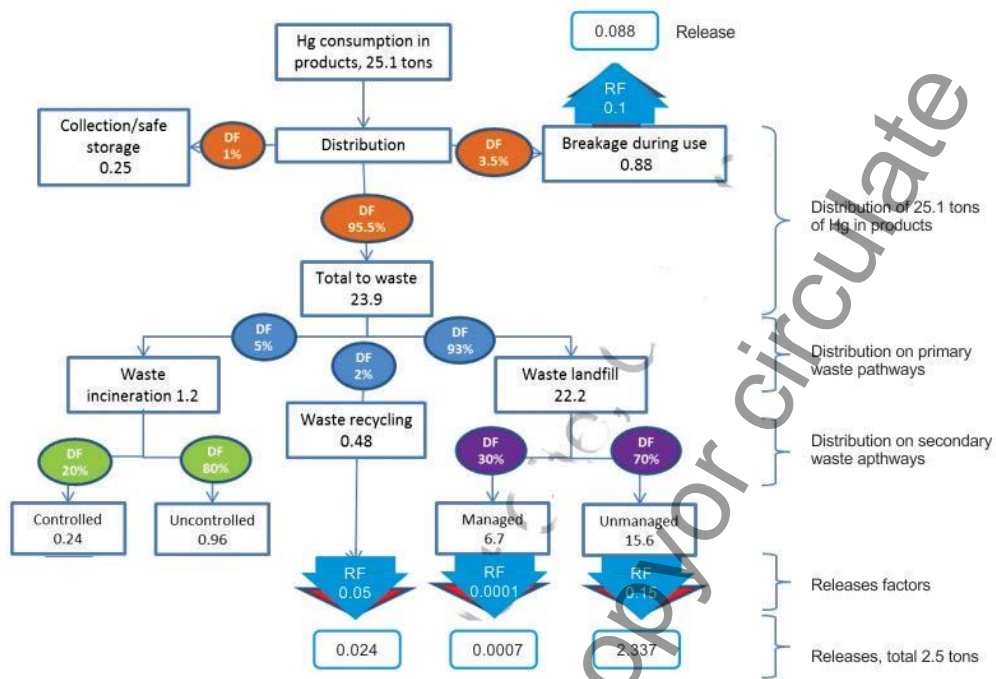 Hg consumption in
products, 25.1 tons
0.088
Release
RF
0.1
Collection/safe
storage
0.25
DF
1%
Distribution
DF
3.5%
Breakage during use
0.88
Distribution of 25.1 tons
of Hg in products
DF
95.5%
Total to waste
23.9
DF
5%
DF
2%
DF
93%
Distribution on primary
waste pathways
Waste
incineration 1.2
Waste recycling
0.48
Waste landfill
22.2
Distribution on secondary
waste apthways
DF
20%
DF
80%
DF
30%
DF
70%
Controlled
0.24
Uncontrolled
0.96
Managed
6.7
Unmanaged
15.6
RF
0.05
RF
0.0001
RF
0.15
Releases factors
0.024
0.0007
2.337
Releases, total 2.5 tons
opyor circulate